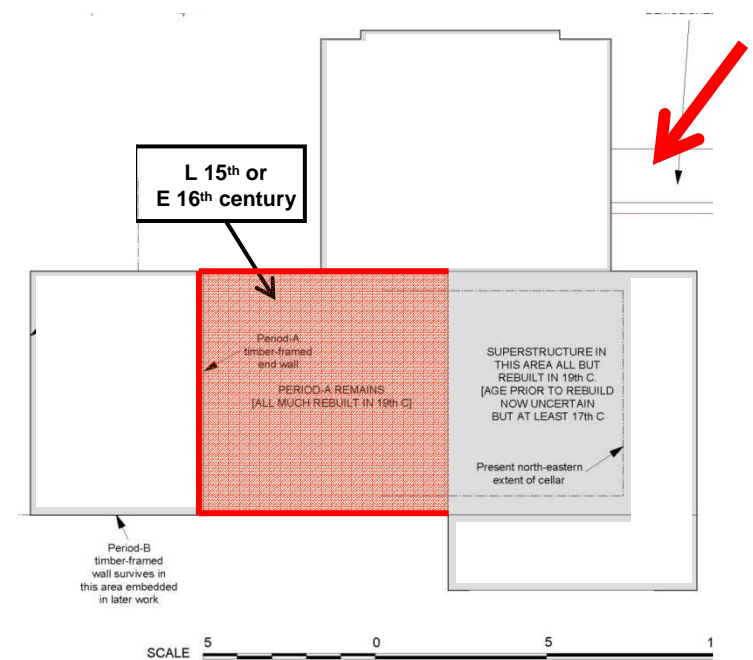 L 15th or
E 16th century
Period-A
timber-framed
end wall
PERIOD-A REMAINS
[ALL MUCH REBUILT IN 19th C]
SUPERSTRUCTURE IN
THIS AREA ALL BUT
REBUILT IN 19th C.
[AGE PRIOR TO REBUILD
NOW UNCERTAIN
BUT AT LEAST 17th C
Present north-eastern
extent of cellar
Period-B
timber-framed
wall survives in
this area embedded
in later work
SCALE 5 0 5 1